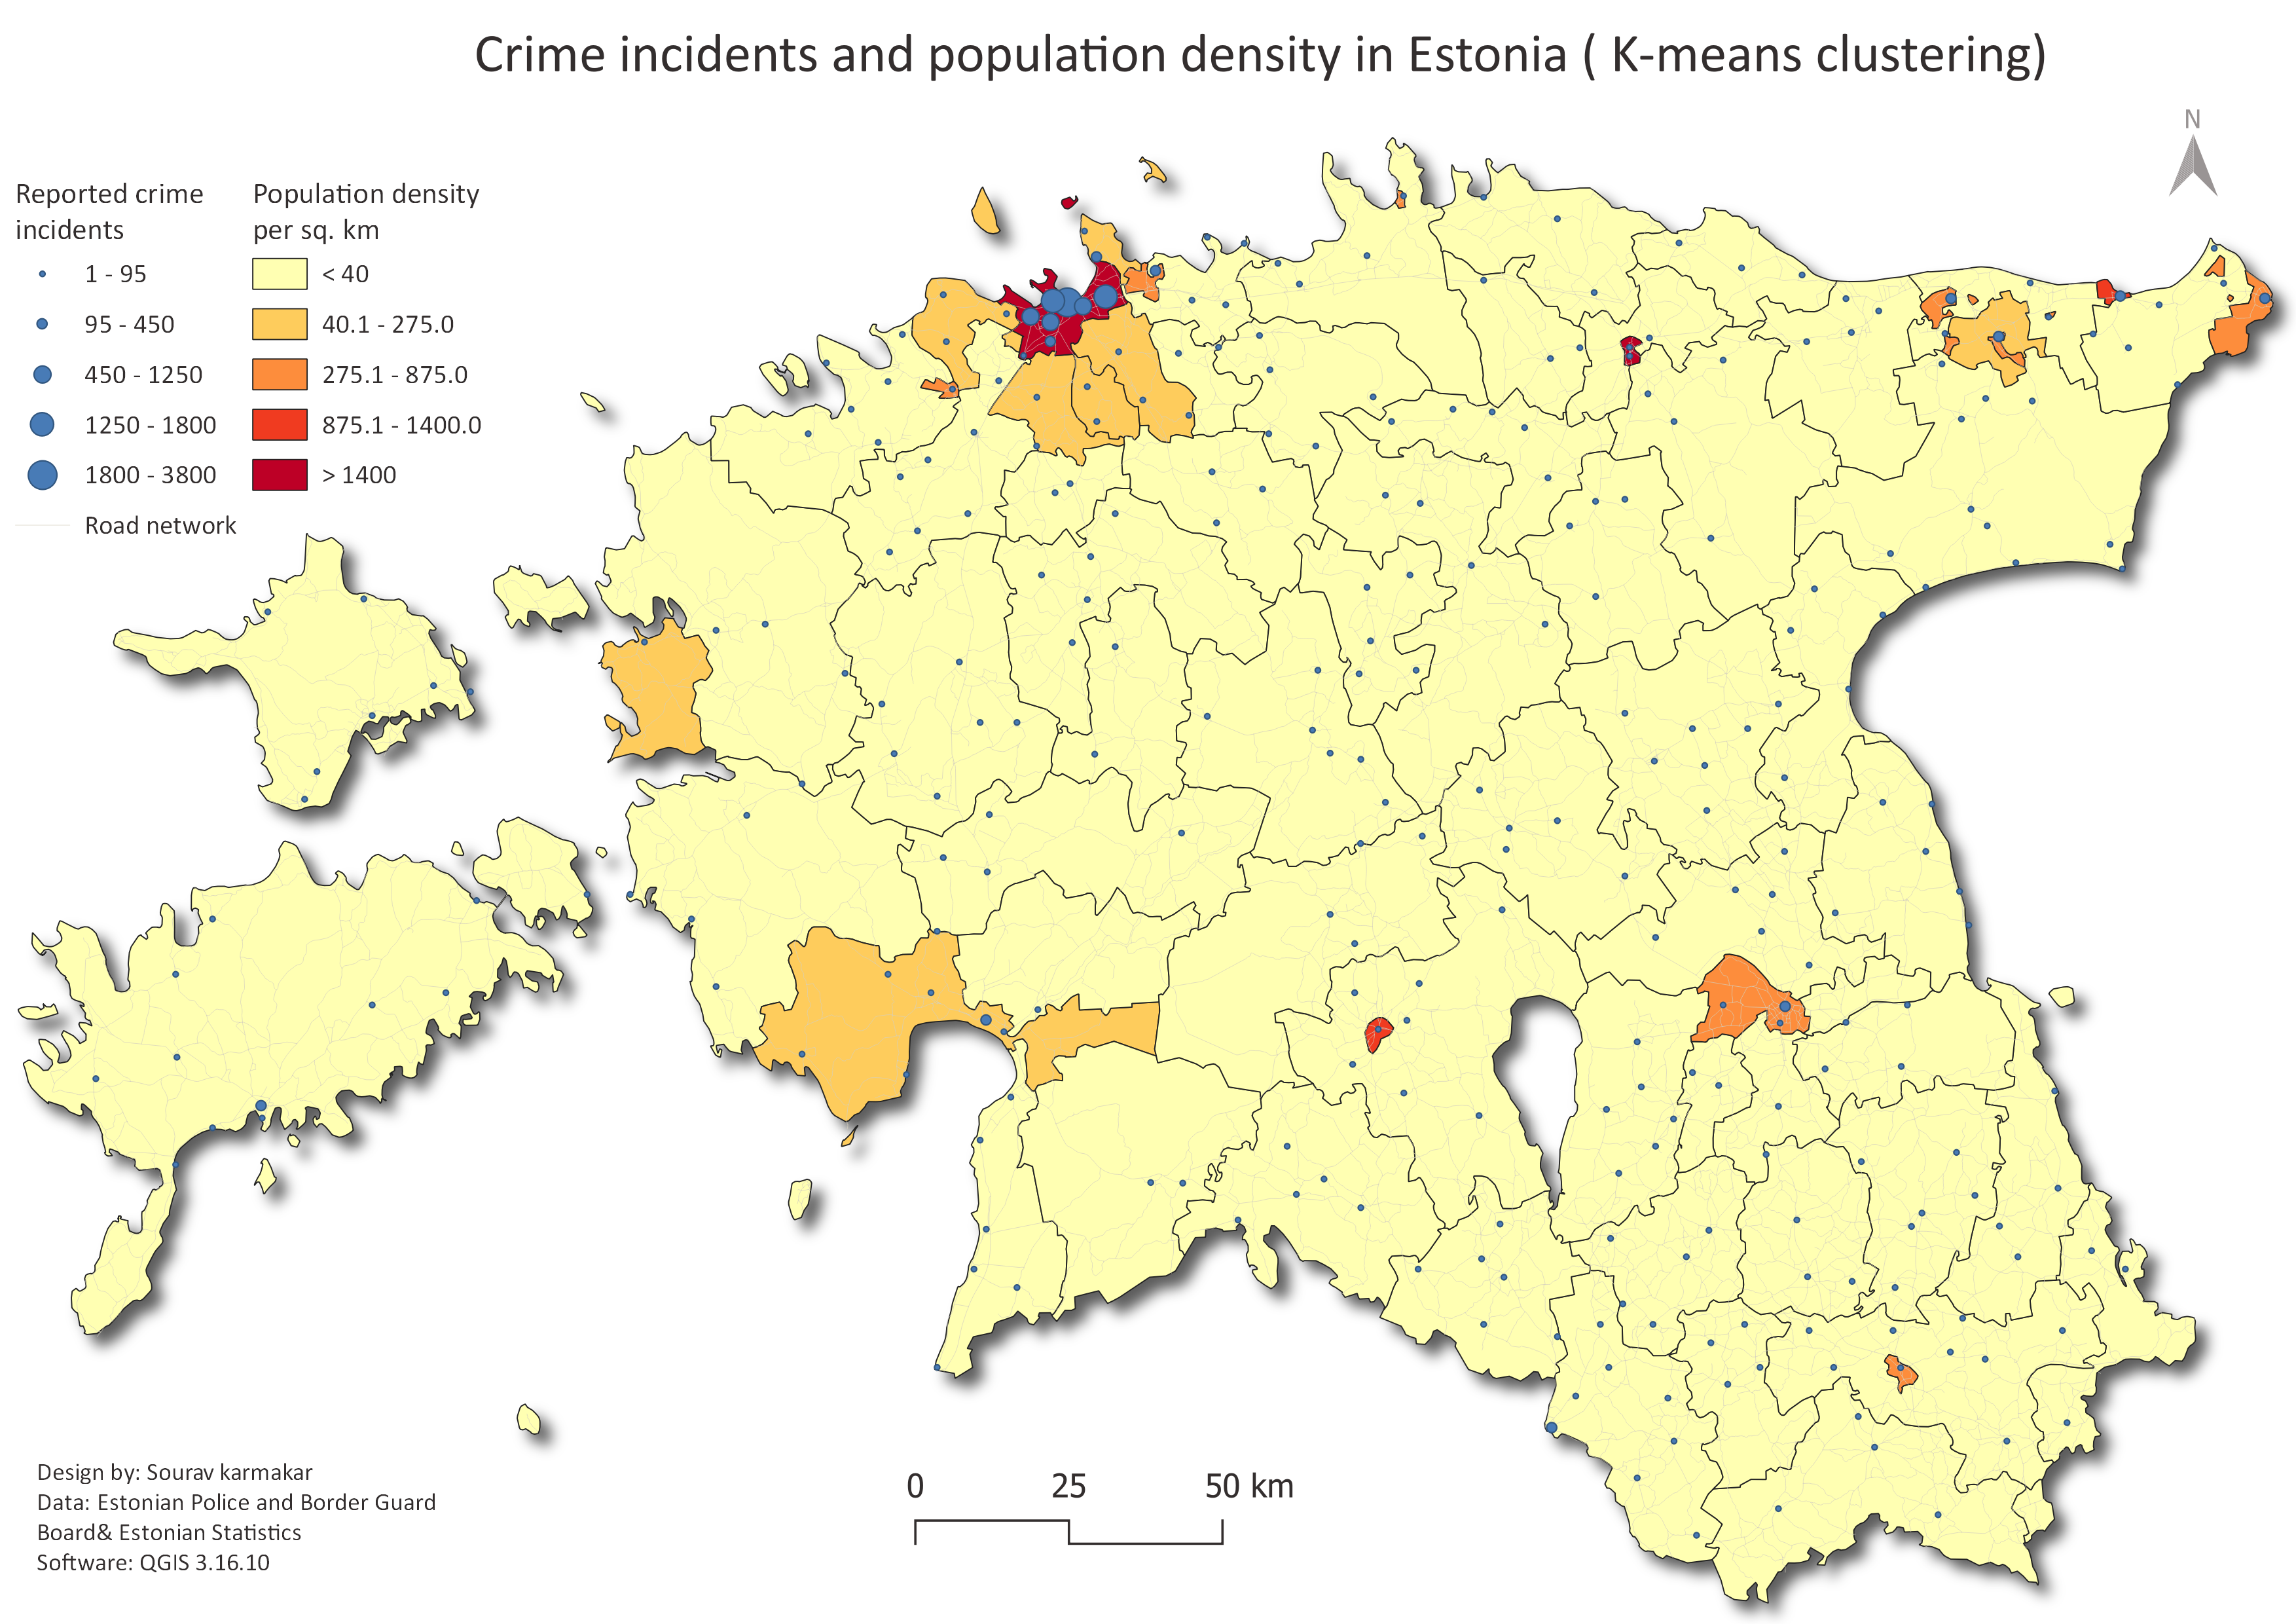 Crime incidents and population density in Estonia ( K-means clustering)
N
Reported crime
incidents
1 - 95
95 - 450
450 - 1250
1250 - 1800
1800 - 3800
Road network
Population density
per sq. km
< 40
40.1 - 275.0
275.1 - 875.0
875.1 - 1400.0
> 1400
Design by: Sourav karmakar
Data: Estonian Police and Border Guard
Board& Estonian Statistics
Software: QGIS 3.16.10
0 25 50 km